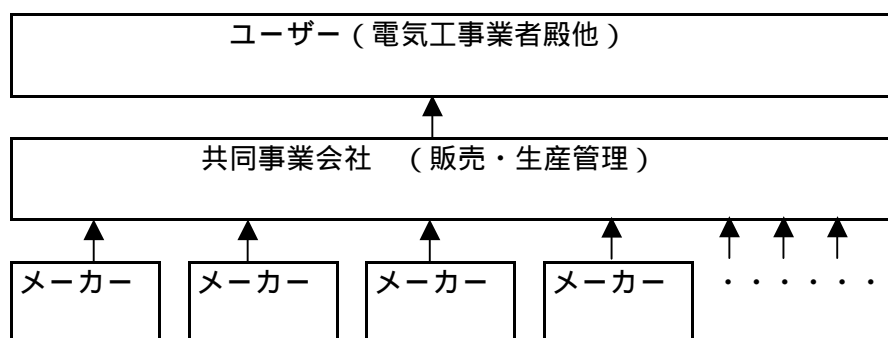 ユーザー（電気工事業者殿他）
共同事業会社　（販売・生産管理）
メーカー　メーカー　メーカー　メーカー　・・・・・・